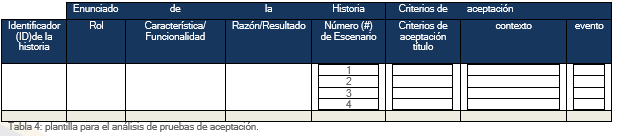 Enunciado de la Historia Criterios de aceptación
Identificador (ID)de la historia Rol Característica/ Funcionalidad Razón/Resultado Número (#) de Escenario Criterios de aceptación título contexto evento
1
2
3
4
Tabla 4: plantilla para el análisis de pruebas de aceptación.